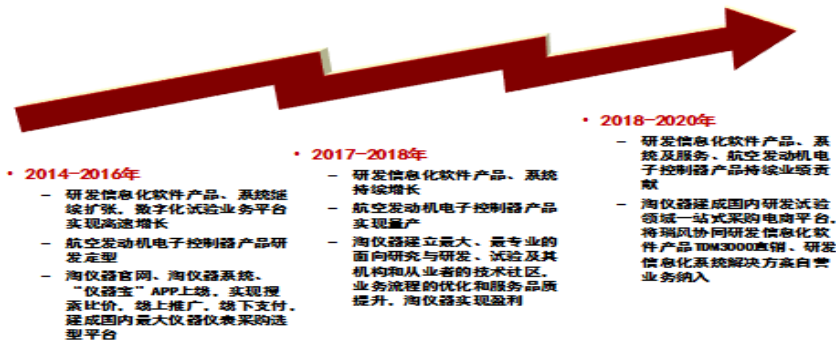 • 2014-2016年
– 研发信息化软件产品、系统继
续扩张，数字化试验业务平台
实现高速增长
– 航空发动机电子控制器产品研
发定型
– 淘仪器官网、淘仪器系统、
“仪器宝”APP上线，实现搜
索比价，线上推广，线下支付，
建成国内最大仪器仪表采购选
型平台
• 2017-2018年
– 研发信息化软件产品、系统
持续增长
– 航空发动机电子控制器产品
实现量产
– 淘仪器建立最大、最专业的
面向研究与研发、试验及其
机构和从业者的技术社区，
业务流程的优化和服务品质
提升，淘仪器实现盈利
• 2018-2020年
– 研发信息化软件产品、系
统及服务、航空发动机电
子控制器产品持续业绩贡
献
– 淘仪器建成国内研发试验
领域一站式采购电商平台，
将瑞风协同研发信息化软
件产品TDM3000直销、研发
信息化系统解决方案自营
业务纳入